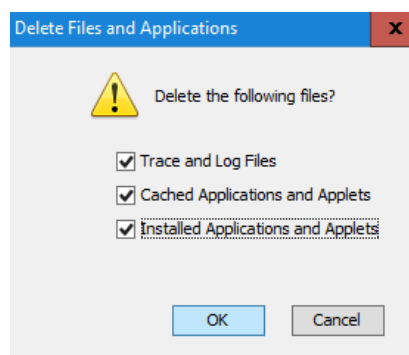 Delete Files and Applications
x
Delete the following files?
Trace and Log Files
Cached Applications and Applets
Installed Applications and Applets
OK Cancel